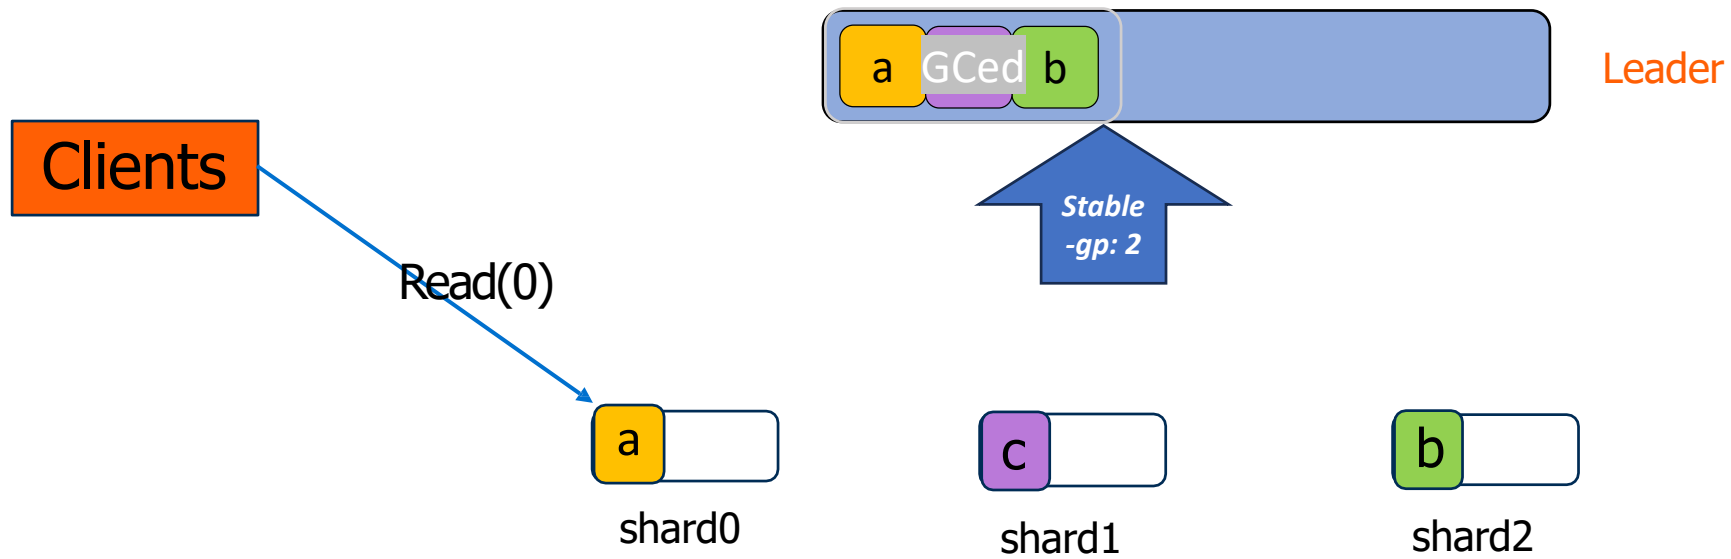 a GCed b
Leader
Clients
Stable
-gp: 2
Read(0)
a
c
b
shard0
shard1
shard2